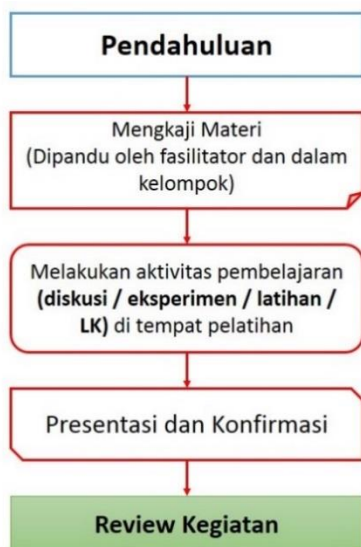 Pendahuluan
Mengkaji Materi
(Dipandu oleh fasilitator dan dalam
kelompok)
Melakukan aktivitas pembelajaran
(diskusi / eksperimen / latihan /
LK) di tempat pelatihan
Presentasi dan Konfirmasi
Review Kegiatan